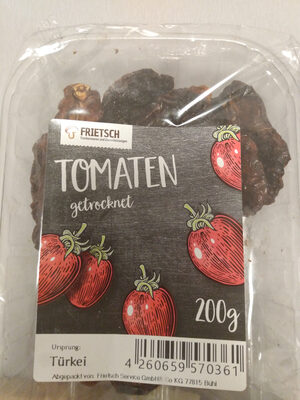 FRIETSCH
TOMATEN
getrocknet
200g
Ursprung:
Türkei
4 260659 570361
Abgepackt von: Frietsch Service GmbH & Co KG 77815 Bühl